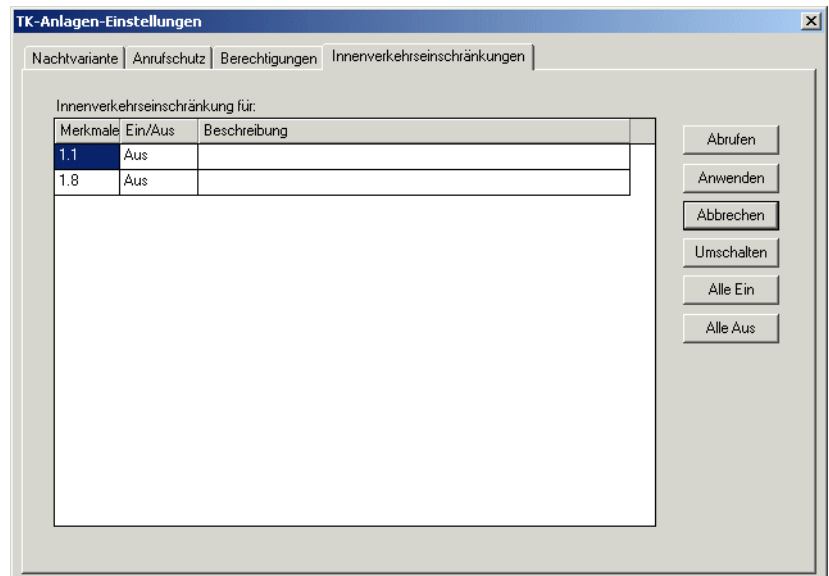 TK-Anlagen-Einstellungen
Nachtvariante Anrufschutz Berechtigungen Innenverkehrseinschränkungen
Innenverkehrseinschränkung für:
Merkmale Ein/Aus Beschreibung
1.1 Aus
1.8 Aus
Abrufen
Anwenden
Abbrechen
Umschalten
Alle Ein
Alle Aus